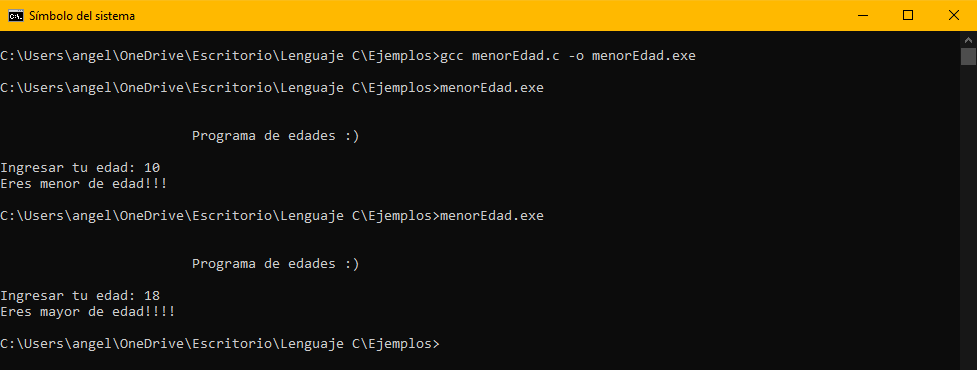 Símbolo del sistema
C:\Users\angel\OneDrive\Escritorio\Lenguaje C\Ejemplos>gcc menorEdad.c -o menorEdad.exe
C:\Users\angel\OneDrive\Escritorio\Lenguaje C\Ejemplos>menorEdad.exe
Programa de edades :)
Ingresar tu edad: 10
Eres menor de edad!!!
C:\Users\angel\OneDrive\Escritorio\Lenguaje C\Ejemplos>menorEdad.exe
Programa de edades :)
Ingresar tu edad: 18
Eres mayor de edad!!!!
C:\Users\angel\OneDrive\Escritorio\Lenguaje C\Ejemplos>